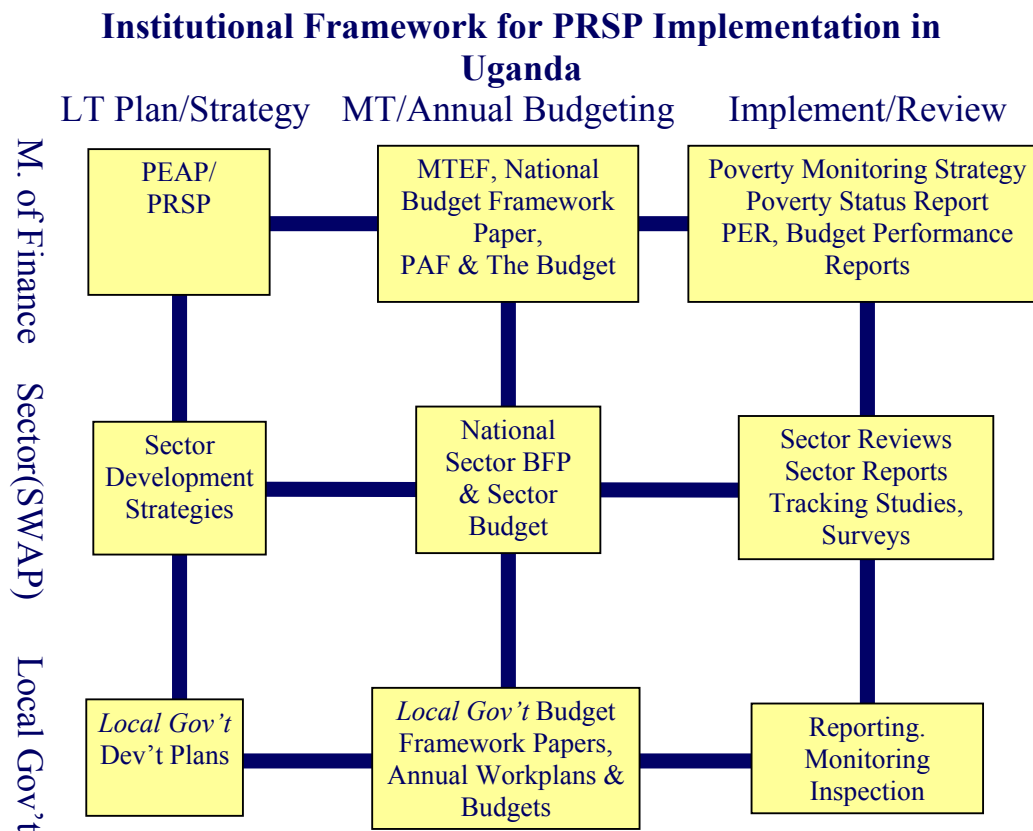 Institutional Framework for PRSP Implementation in
Uganda
LT Plan/Strategy
MT/Annual Budgeting
Implement/Review
M. of Finance
PEAP/
PRSP
MTEF, National
Budget Framework
Paper,
PAF & The Budget
Poverty Monitoring Strategy
Poverty Status Report
PER, Budget Performance
Reports
Sector(SWAP)
Sector
Development
Strategies
National
Sector BFP
& Sector
Budget
Sector Reviews
Sector Reports
Tracking Studies,
Surveys
Local Gov’t
Local Gov’t
Dev’t Plans
Local Gov’t Budget
Framework Papers,
Annual Workplans &
Budgets
Reporting.
Monitoring
Inspection